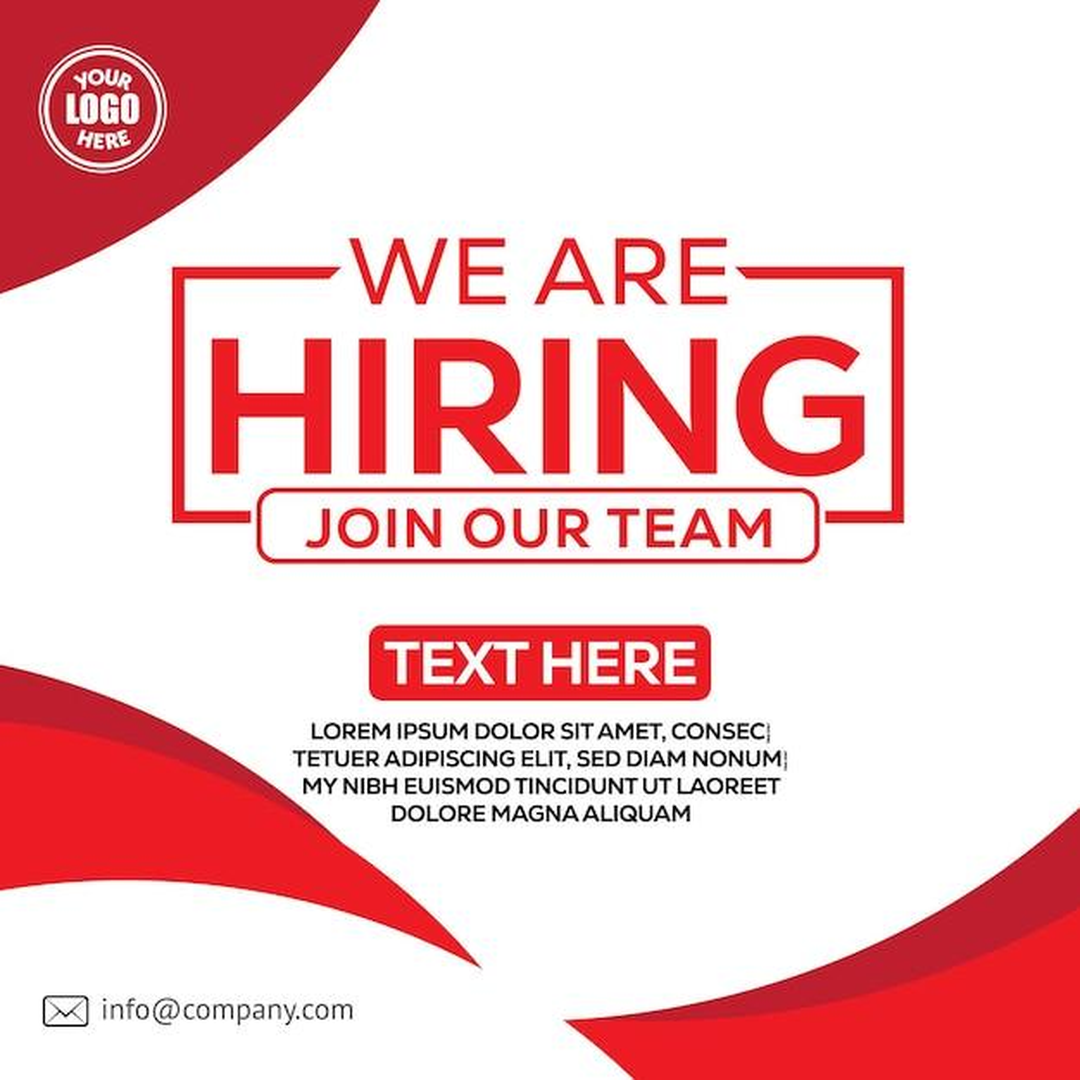 YOUR
LOGO
HERE
WE ARE
HIRING
JOIN OUR TEAM
TEXT HERE
LOREM IPSUM DOLOR SIT AMET, CONSEC
TETUER ADIPISCING ELIT, SED DIAM NONUM
MY NIBH EUISMOD TINCIDUNT UT LAOREET
DOLORE MAGNA ALIQUAM
info@company.com